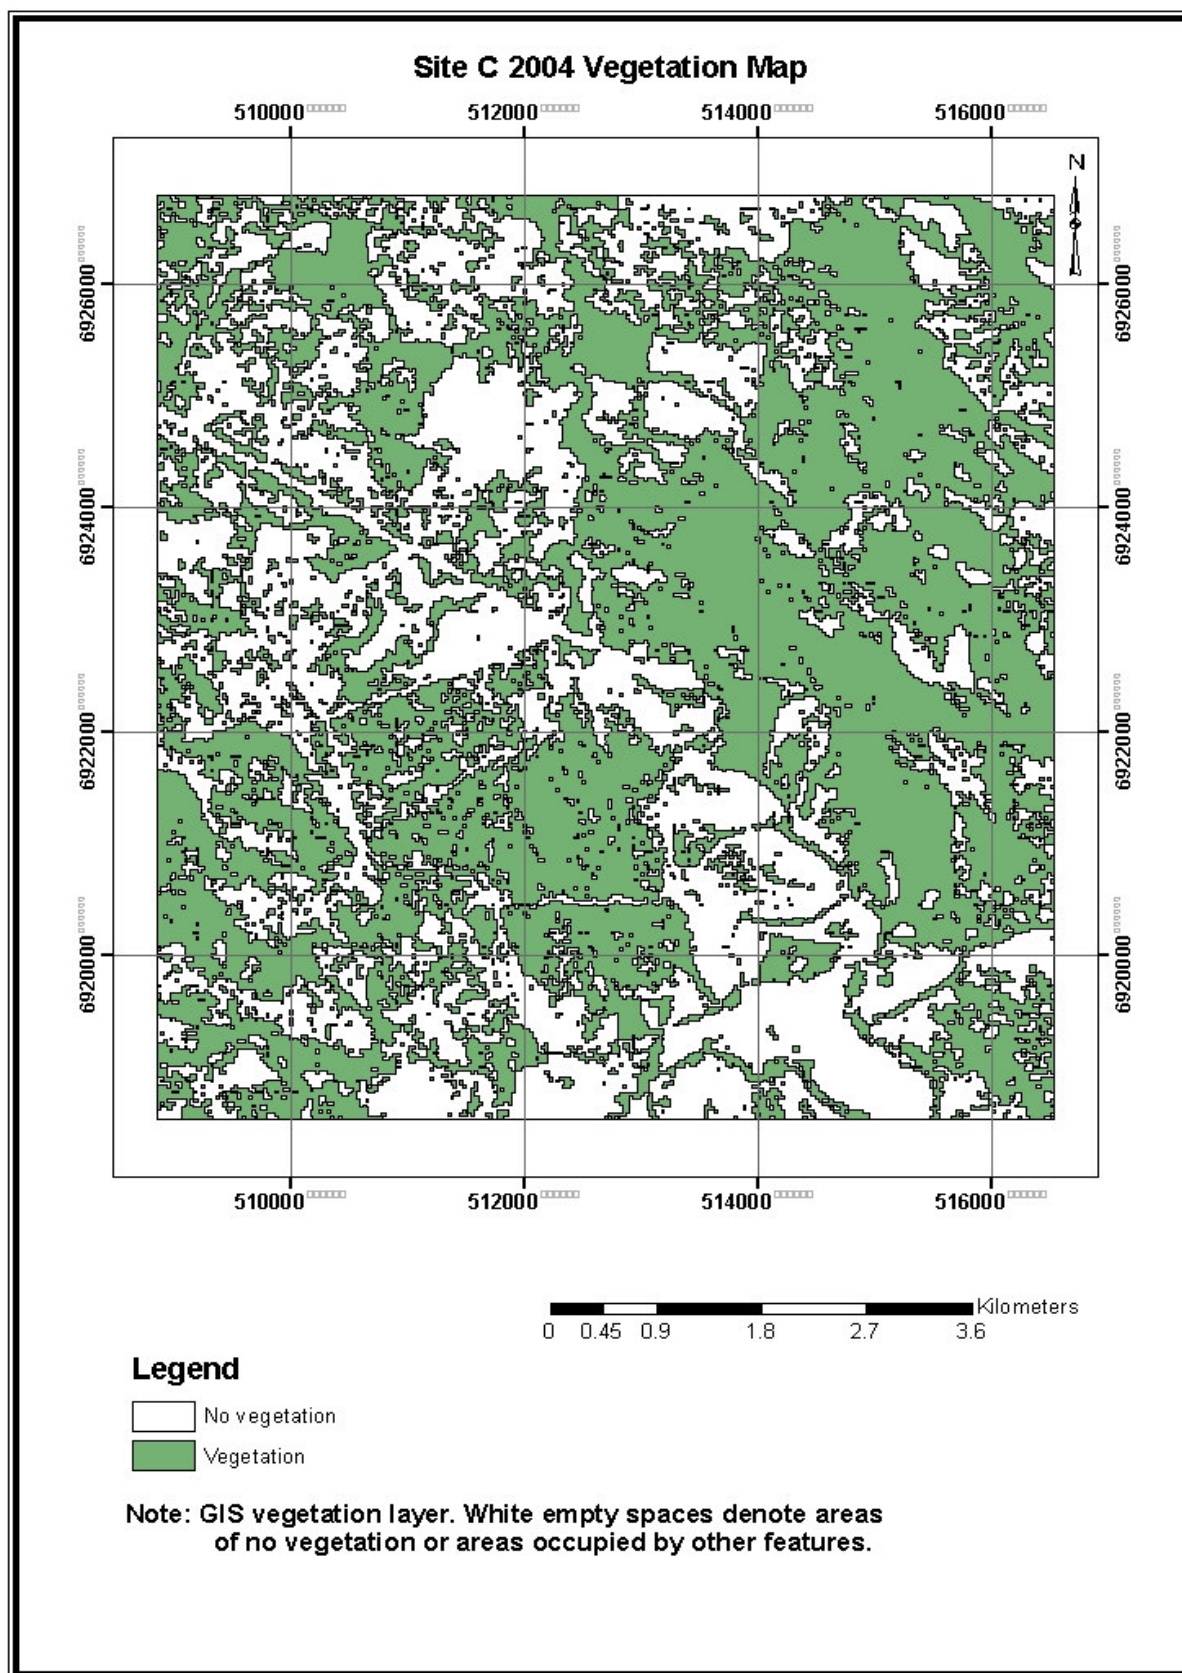 Site C 2004 Vegetation Map
510000 512000 514000 516000
N
6926000 6926000
6924000 6924000
6922000 6922000
6920000 6920000
510000 512000 514000 516000
Kilometers
0 0.45 0.9 1.8 2.7 3.6
Legend
No vegetation
Vegetation
Note: GIS vegetation layer. White empty spaces denote areas
of no vegetation or areas occupied by other features.